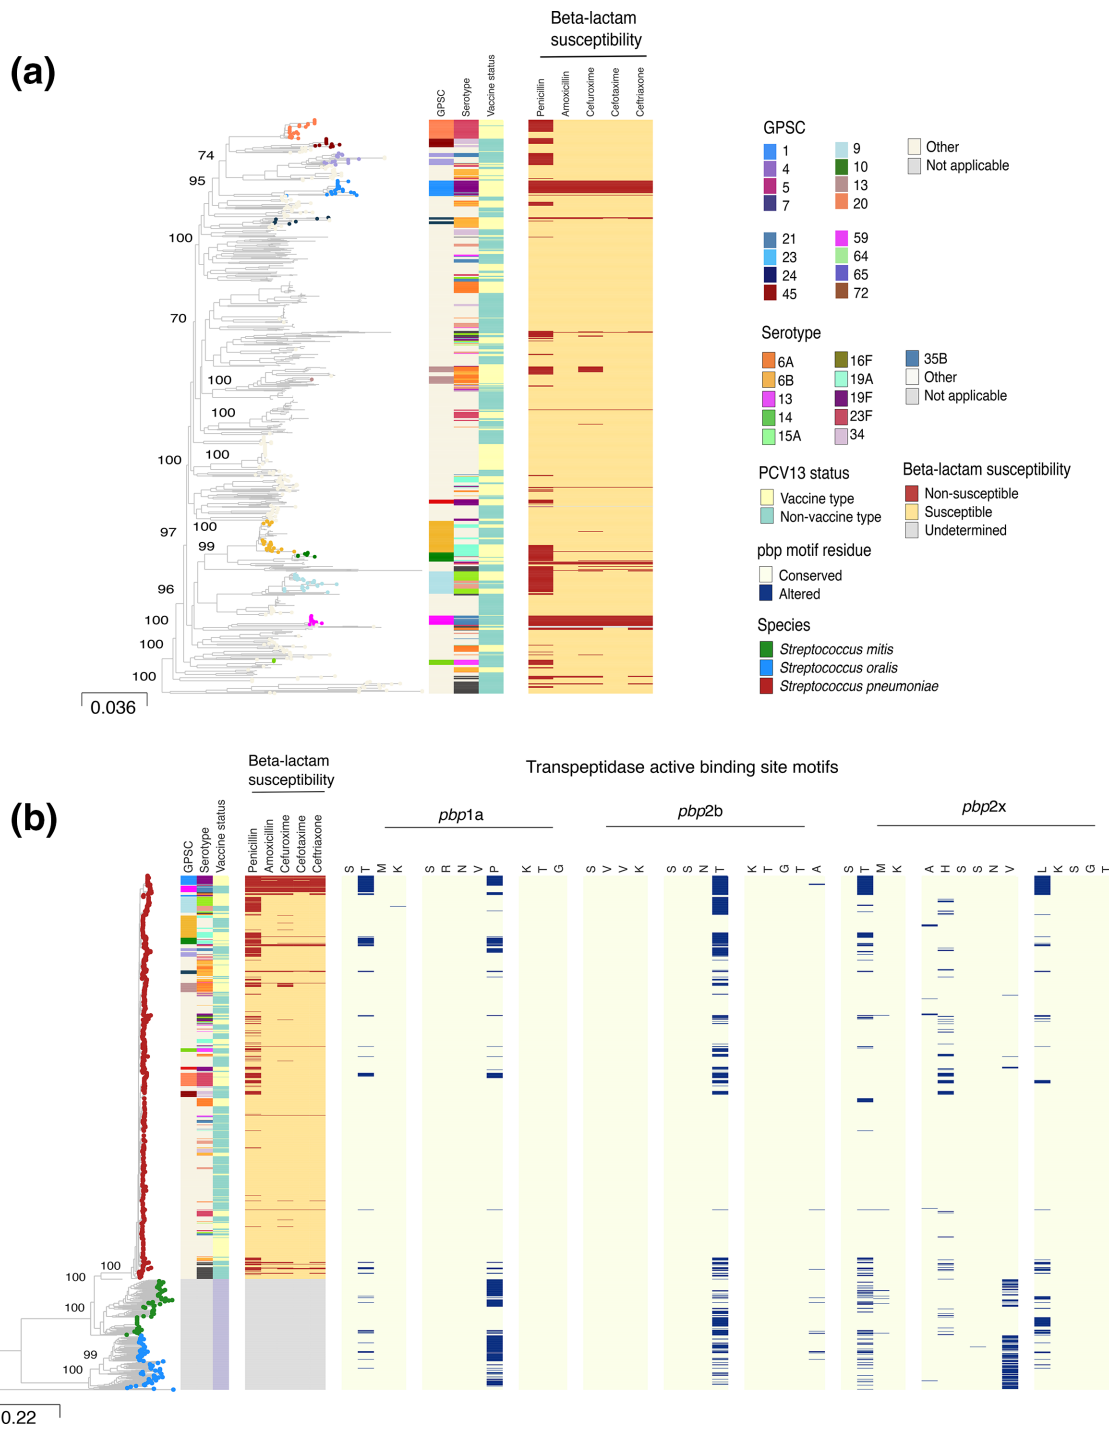 (a)
Beta-lactam
susceptibility
GPSC
Serotype
Vaccine status
Penicillin
Amoxicillin
Cefuroxime
Cefotaxime
Ceftriaxone
74
95
100
70
100
100
100
100
100
97
99
96
100
100
100
0.036
GPSC
1
4
5
7
21
23
24
45
9
10
13
20
59
64
65
72
Other
Not applicable
Serotype
6A
6B
13
14
15A
16F
19A
19F
23F
34
35B
Other
Not applicable
PCV13 status
Vaccine type
Non-vaccine type
Beta-lactam susceptibility
Non-susceptible
Susceptible
Undetermined
pbp motif residue
Conserved
Altered
Species
Streptococcus mitis
Streptococcus oralis
Streptococcus pneumoniae
(b)
Beta-lactam
susceptibility
Transpeptidase active binding site motifs
pbp1a
pbp2b
pbp2x
GPSC
Serotype
Vaccine status
Penicillin
Amoxicillin
Cefuroxime
Cefotaxime
Ceftriaxone
S T M K S R N V P K T G
S V V K S S N T K T G T A
S T M K A H S S N V L K S G T
100
100
100
99
100
0.22